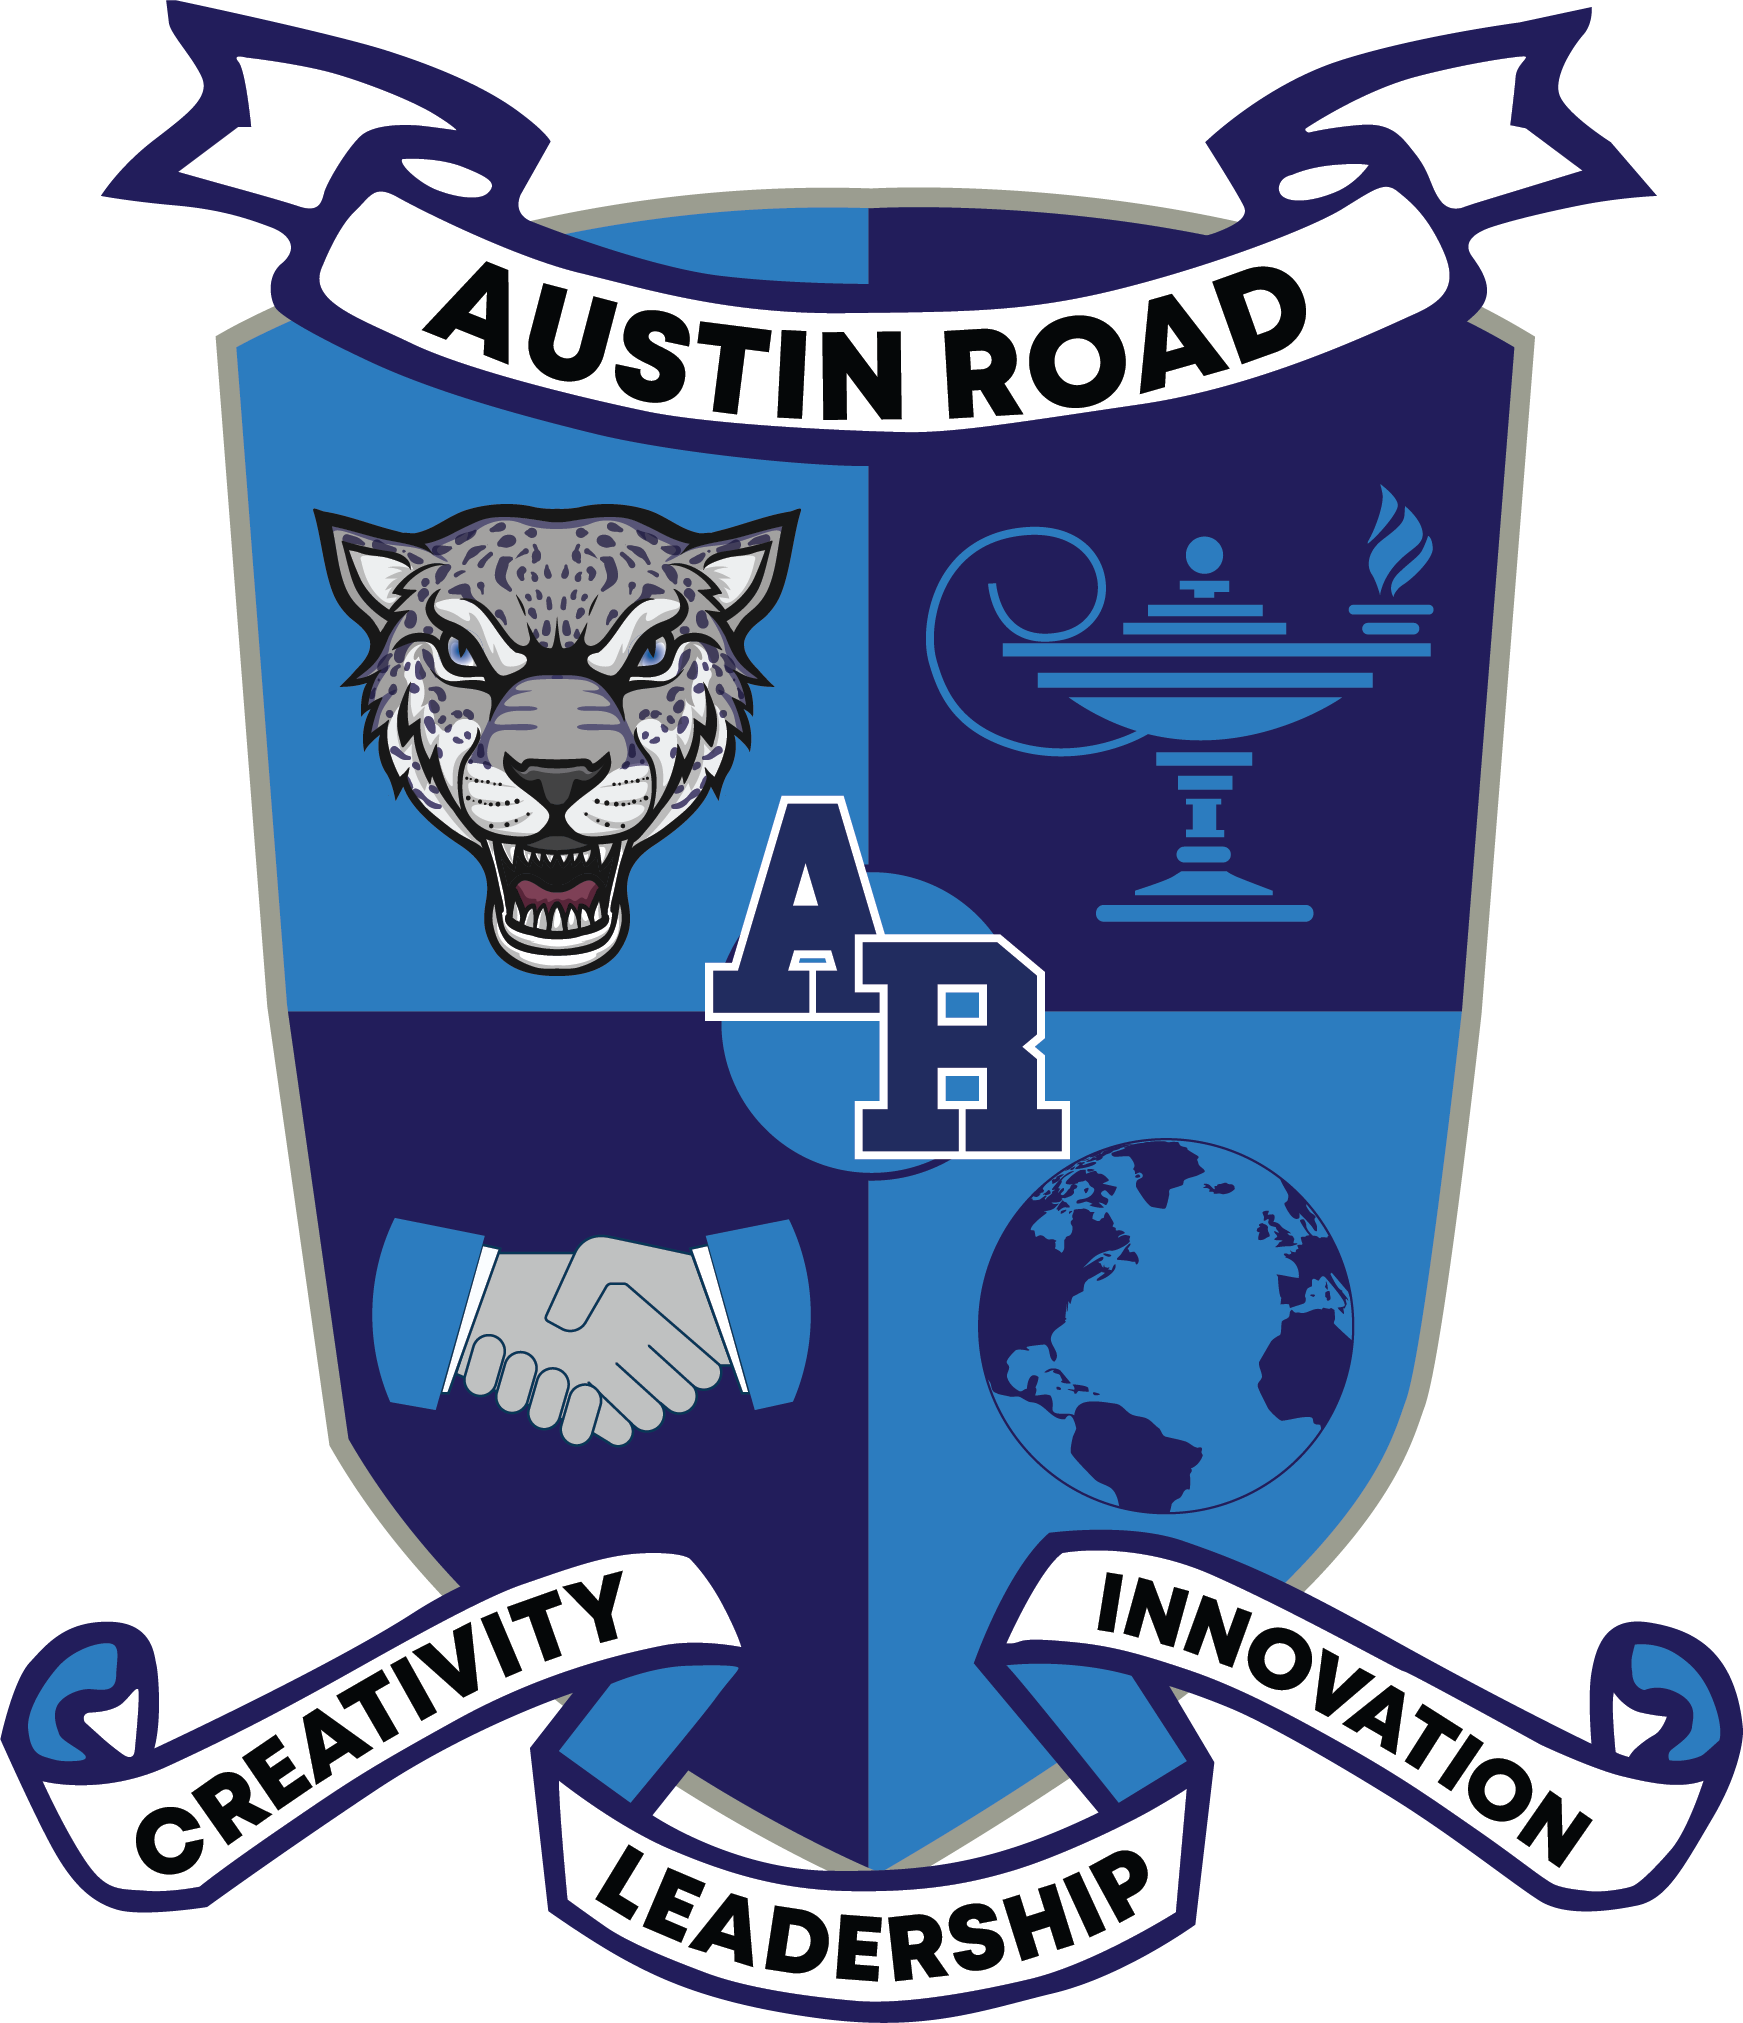 AUSTIN ROAD
AR
CREATIVITY
LEADERSHIP
INNOVATION